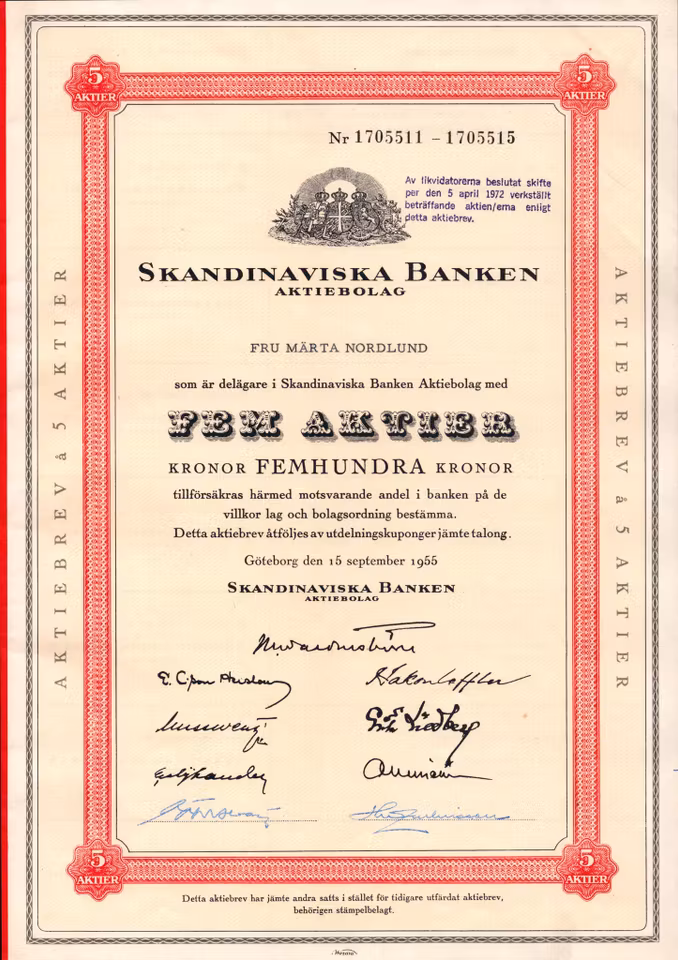 5
AKTIER
5
AKTIER
Nr 1705511 – 1705515
Av likvidatorerna beslutat skifte
per den 5 april 1972 verkställt
beträffande aktien/erna enligt
detta aktiebrev.
SKANDINAVISKA BANKEN
AKTIEBOLAG
AKTIEBREV à 5 AKTIER
AKTIEBREV à 5 AKTIER
FRU MÄRTA NORDLUND
som är delägare i Skandinaviska Banken Aktiebolag med
FEM AKTIER
KRONOR FEMHUNDRA KRONOR
tillförsäkras härmed motsvarande andel i banken på de
villkor lag och bolagsordning bestämma.
Detta aktiebrev åtföljes av utdelningskuponger jämte talong.
Göteborg den 15 september 1955
SKANDINAVISKA BANKEN
AKTIEBOLAG
Håkon Leffler
5
AKTIER
5
AKTIER
Detta aktiebrev har jämte andra satts i stället för tidigare utfärdat aktiebrev,
behörigen stämpelbelagt.